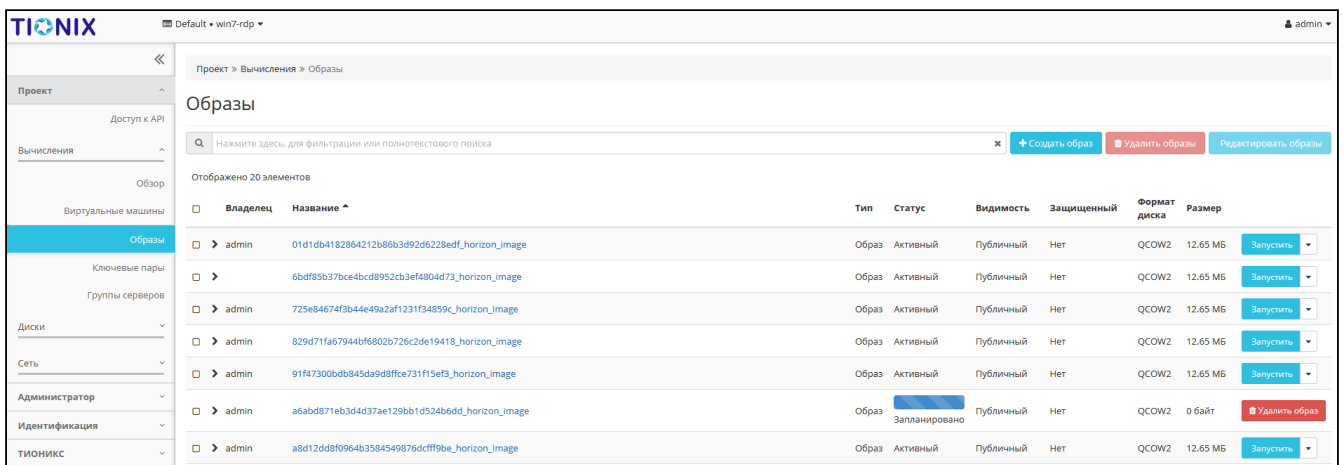 TIONIX
Default • win7-rdp
admin
Проект
Доступ к API
Вычисления
Обзор
Виртуальные машины
Образы
Ключевые пары
Группы серверов
Диски
Сеть
Администратор
Идентификация
ТИОНИКС
Проект » Вычисления » Образы
Образы
Нажмите здесь, для фильтрации или полнотекстового поиска
Создать образ Удалить образы Редактировать образы
Отображено 20 элементов
Владелец Название Тип Статус Видимость Защищенный Формат диска Размер
admin 01d1db4182864212b86b3d92d6228edf_horizon_image Образ Активный Публичный Нет QCOW2 12.65 МБ Запустить
6bdf85b37bce4bcd8952cb3ef4804d73_horizon_image Образ Активный Публичный Нет QCOW2 12.65 МБ Запустить
admin 725e84674f3b44e49a2af1231f34859c_horizon_image Образ Активный Публичный Нет QCOW2 12.65 МБ Запустить
admin 829d71fa67944bf6802b726c2de19418_horizon_image Образ Активный Публичный Нет QCOW2 12.65 МБ Запустить
admin 91f47300bdb845da9d8ffce731f15ef3_horizon_image Образ Активный Публичный Нет QCOW2 12.65 МБ Запустить
admin a6abd871eb3d4d37ae129bb1d524b6dd_horizon_image Образ Запланировано Публичный Нет QCOW2 0 байт Удалить образ
admin a8d12dd8f0964b3584549876dcfff9be_horizon_image Образ Активный Публичный Нет QCOW2 12.65 МБ Запустить